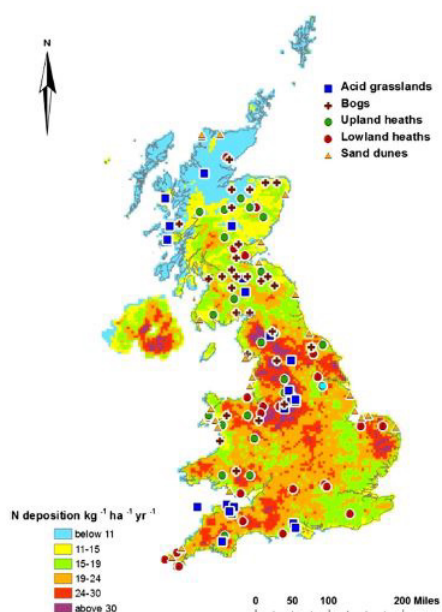 N
Acid grasslands
Bogs
Upland heaths
Lowland heaths
Sand dunes
N deposition kg ⁻¹ ha ⁻¹ yr ⁻¹
below 11
11-15
15-19
19-24
24-30
above 30
0 50 100 200 Miles